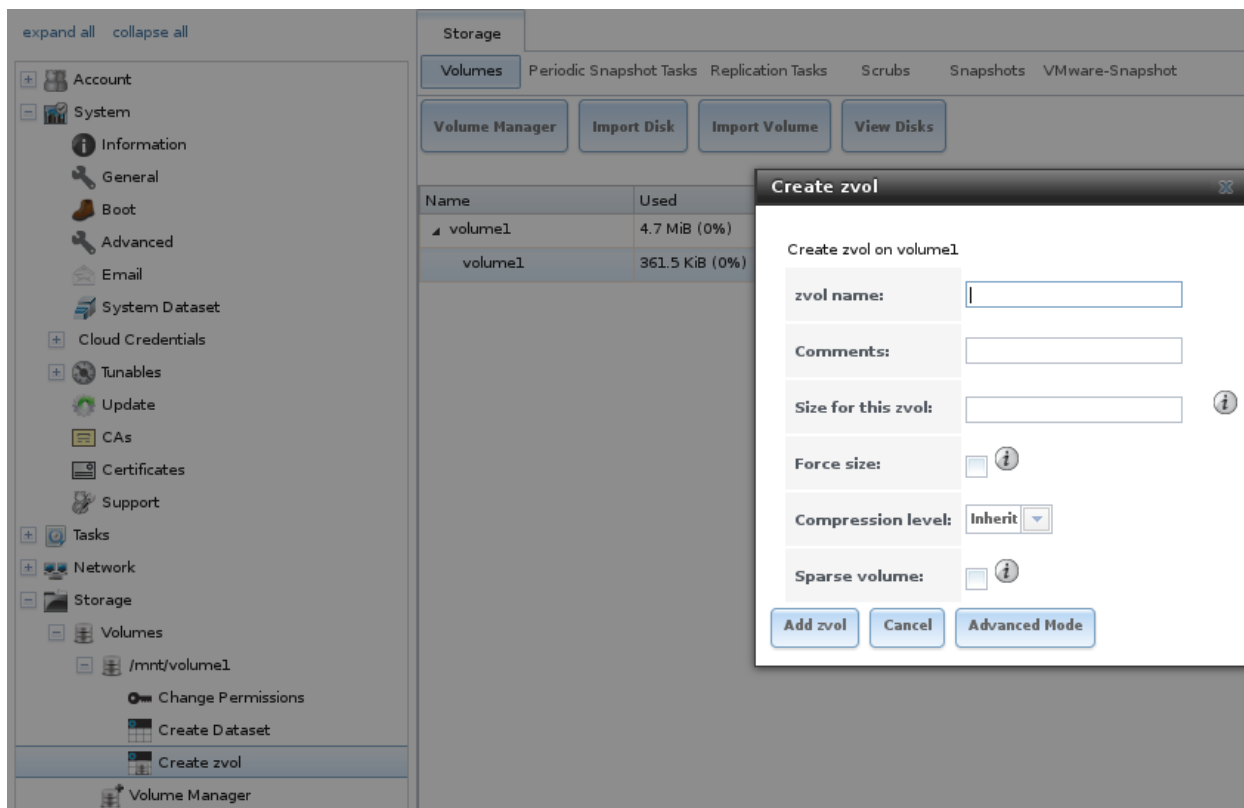 expand all collapse all
Account
System
Information
General
Boot
Advanced
Email
System Dataset
Cloud Credentials
Tunables
Update
CAs
Certificates
Support
Tasks
Network
Storage
Volumes
/mnt/volume1
Change Permissions
Create Dataset
Create zvol
Volume Manager
Storage
Volumes Periodic Snapshot Tasks Replication Tasks Scrubs Snapshots VMware-Snapshot
Volume Manager Import Disk Import Volume View Disks
Name Used
volume1 4.7 MiB (0%)
volume1 361.5 KiB (0%)
Create zvol
Create zvol on volume1
zvol name:
Comments:
Size for this zvol:
Force size:
Compression level: Inherit
Sparse volume:
Add zvol Cancel Advanced Mode